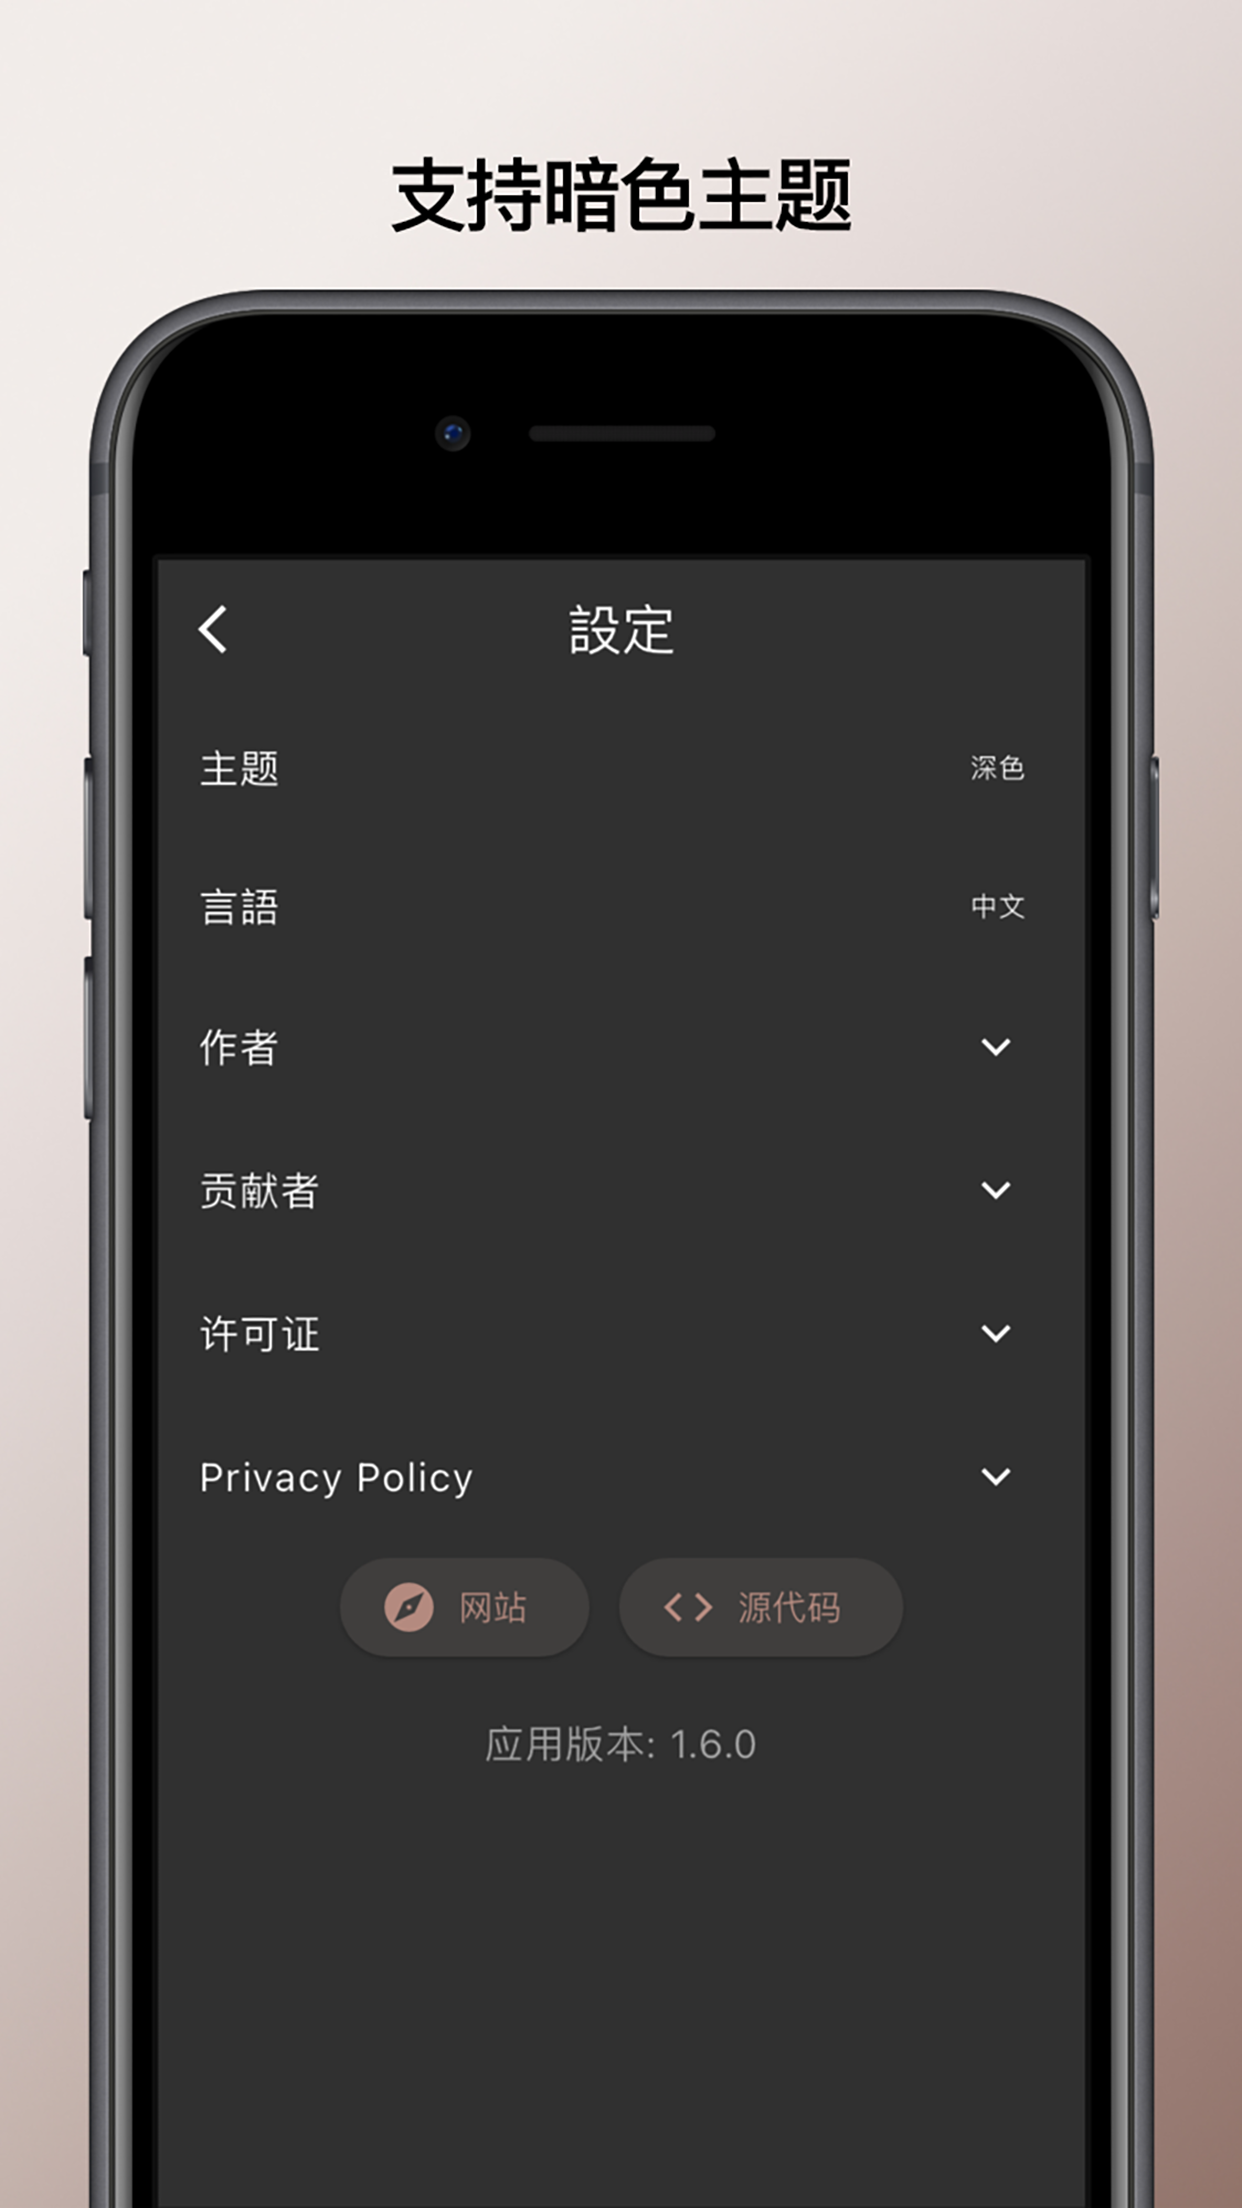 支持暗色主题
設定
主题 深色
言語 中文
作者
贡献者
许可证
Privacy Policy
网站 源代码
应用版本: 1.6.0